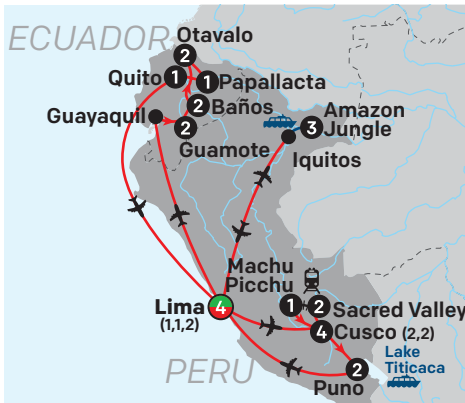 ECUADOR
Otavalo
2
Quito 1
1 Papallacta
2 Baños
Guayaquil
2
Guamote
3 Amazon
Jungle
Iquitos
Machu
Picchu
1
2 Sacred Valley
Lima 4
(1,1,2)
4 Cusco (2,2)
Lake
Titicaca
PERU
2
Puno